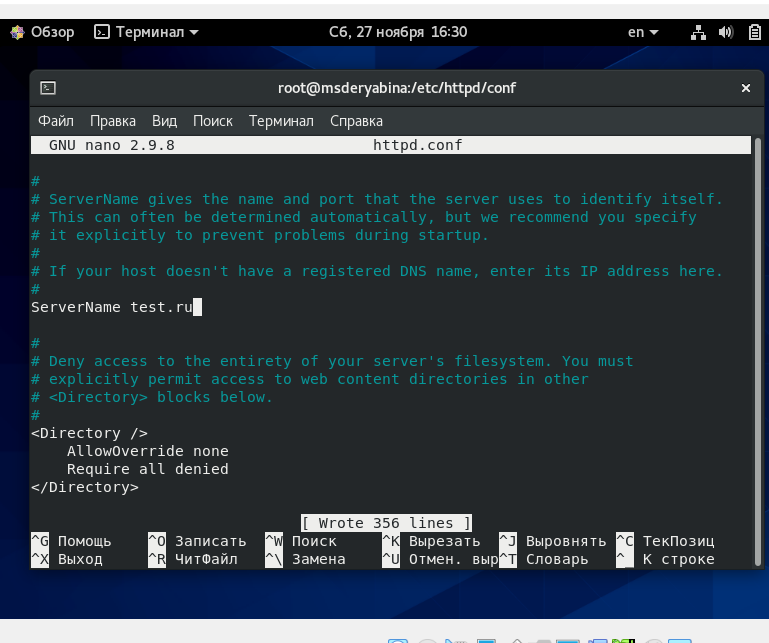 Обзор Терминал Сб, 27 ноября 16:30 en
root@msderyabina:/etc/httpd/conf ×
Файл Правка Вид Поиск Терминал Справка
GNU nano 2.9.8 httpd.conf
#
# ServerName gives the name and port that the server uses to identify itself.
# This can often be determined automatically, but we recommend you specify
# it explicitly to prevent problems during startup.
#
# If your host doesn't have a registered DNS name, enter its IP address here.
#
ServerName test.ru
#
# Deny access to the entirety of your server's filesystem. You must
# explicitly permit access to web content directories in other
# <Directory> blocks below.
#
<Directory />
    AllowOverride none
    Require all denied
</Directory>
[ Wrote 356 lines ]
^G Помощь ^O Записать ^W Поиск ^K Вырезать ^J Выровнять ^C ТекПозиц
^X Выход ^R ЧитФайл ^\ Замена ^U Отмен. выр^T Словарь ^_ К строке